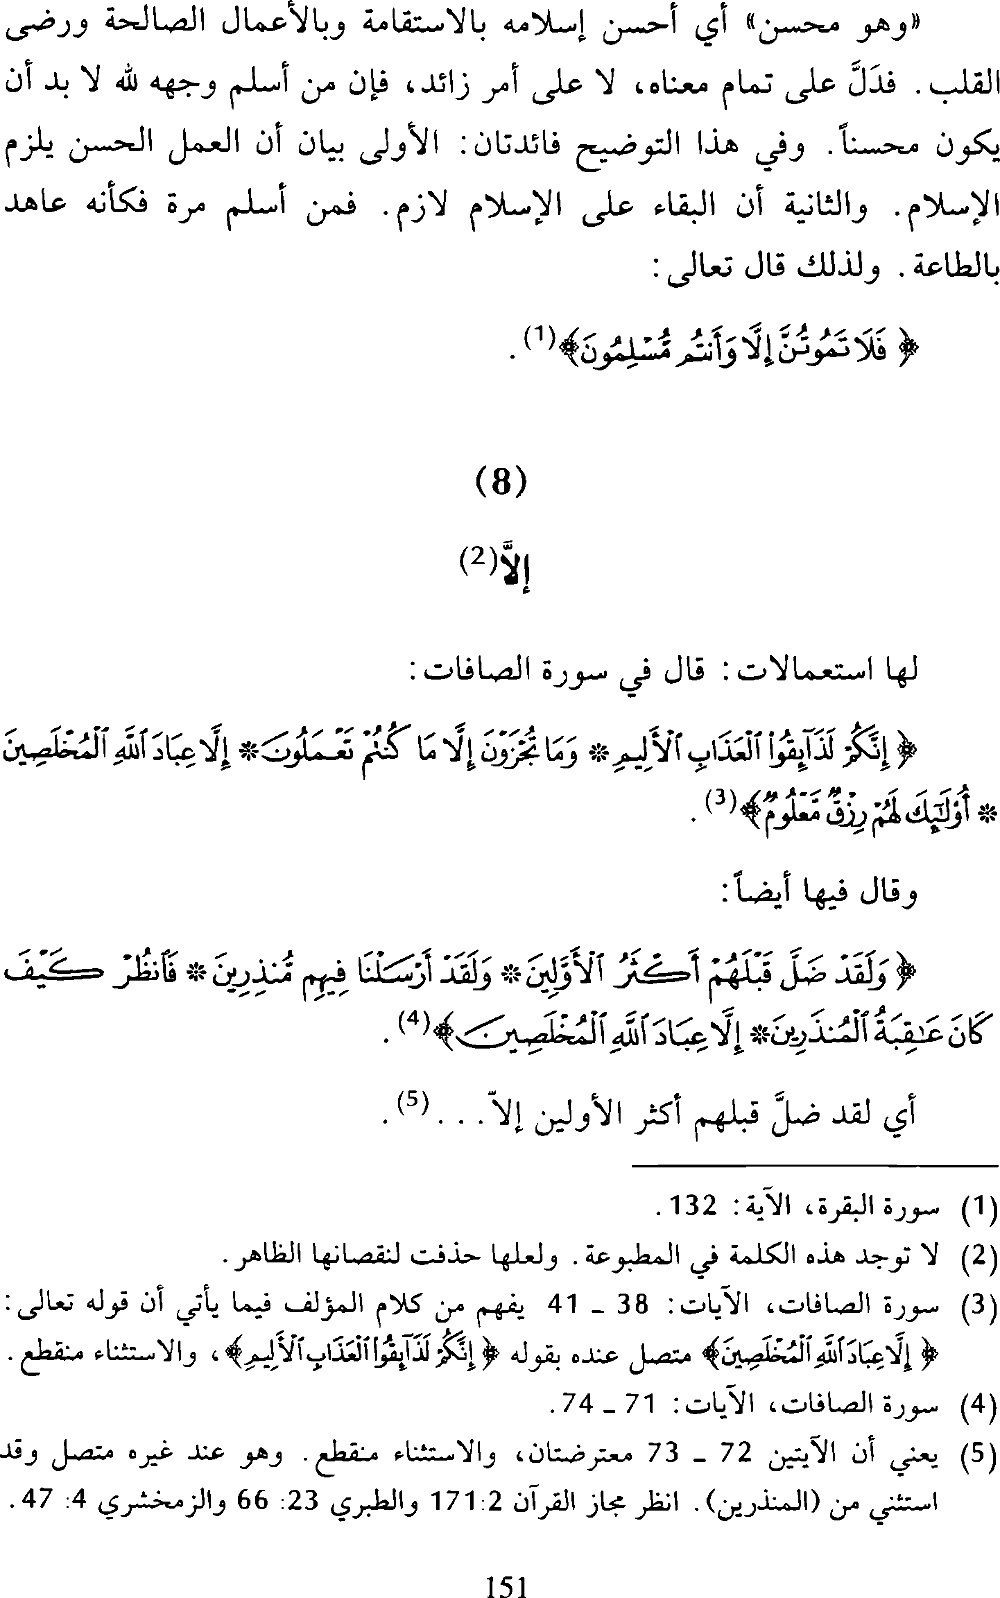 «وهو محسن» أي أحسن إسلامه بالاستقامة وبالأعمال الصالحة ورضى
القلب. فدَلَّ على تمام معناه، لا على أمر زائد، فإن من أسلم وجهه لله لا بد أن
يكون محسناً. وفي هذا التوضيح فائدتان: الأولى بيان أن العمل الحسن يلزم
الإسلام. والثانية أن البقاء على الإسلام لازم. فمن أسلم مرة فكأنه عاهد
بالطاعة. ولذلك قال تعالى:
﴿ فَلَا تَمُوتُنَّ إِلَّا وَأَنتُم مُّسْلِمُونَ﴾(1).
(8)
إلاَّ(2)
لها استعمالات: قال في سورة الصافات:
﴿ إِنَّكُمْ لَذَآئِقُوا۟ ٱلْعَذَابِ ٱلْأَلِيمِ * وَمَا تُجْزَوْنَ إِلَّا مَا كُنتُمْ تَعْمَلُونَ * إِلَّا عِبَادَ ٱللَّهِ ٱلْمُخْلَصِينَ
* أُو۟لَٰٓئِكَ لَهُمْ رِزْقٌ مَّعْلُومٌ﴾(3).
وقال فيها أيضاً:
﴿ وَلَقَدْ ضَلَّ قَبْلَهُمْ أَكْثَرُ ٱلْأَوَّلِينَ * وَلَقَدْ أَرْسَلْنَا فِيهِم مُّنذِرِينَ * فَٱنظُرْ كَيْفَ
كَانَ عَٰقِبَةُ ٱلْمُنذَرِينَ * إِلَّا عِبَادَ ٱللَّهِ ٱلْمُخْلَصِينَ﴾(4).
أي لقد ضلَّ قبلهم أكثر الأولين إلاّ . . .(5).
(1) سورة البقرة، الآية: 132.
(2) لا توجد هذه الكلمة في المطبوعة. ولعلها حذفت لنقصانها الظاهر.
(3) سورة الصافات، الآيات: 38 - 41 يفهم من كلام المؤلف فيما يأتي أن قوله تعالى:
﴿ إِلَّا عِبَادَ ٱللَّهِ ٱلْمُخْلَصِينَ﴾ متصل عنده بقوله ﴿ إِنَّكُمْ لَذَآئِقُوا۟ ٱلْعَذَابِ ٱلْأَلِيمِ﴾، والاستثناء منقطع.
(4) سورة الصافات، الآيات: 71 - 74.
(5) يعني أن الآيتين 72 - 73 معترضتان، والاستثناء منقطع. وهو عند غيره متصل وقد
استثني من (المنذرين). انظر مجاز القرآن 2:171 والطبري 23: 66 والزمخشري 4: 47.
151